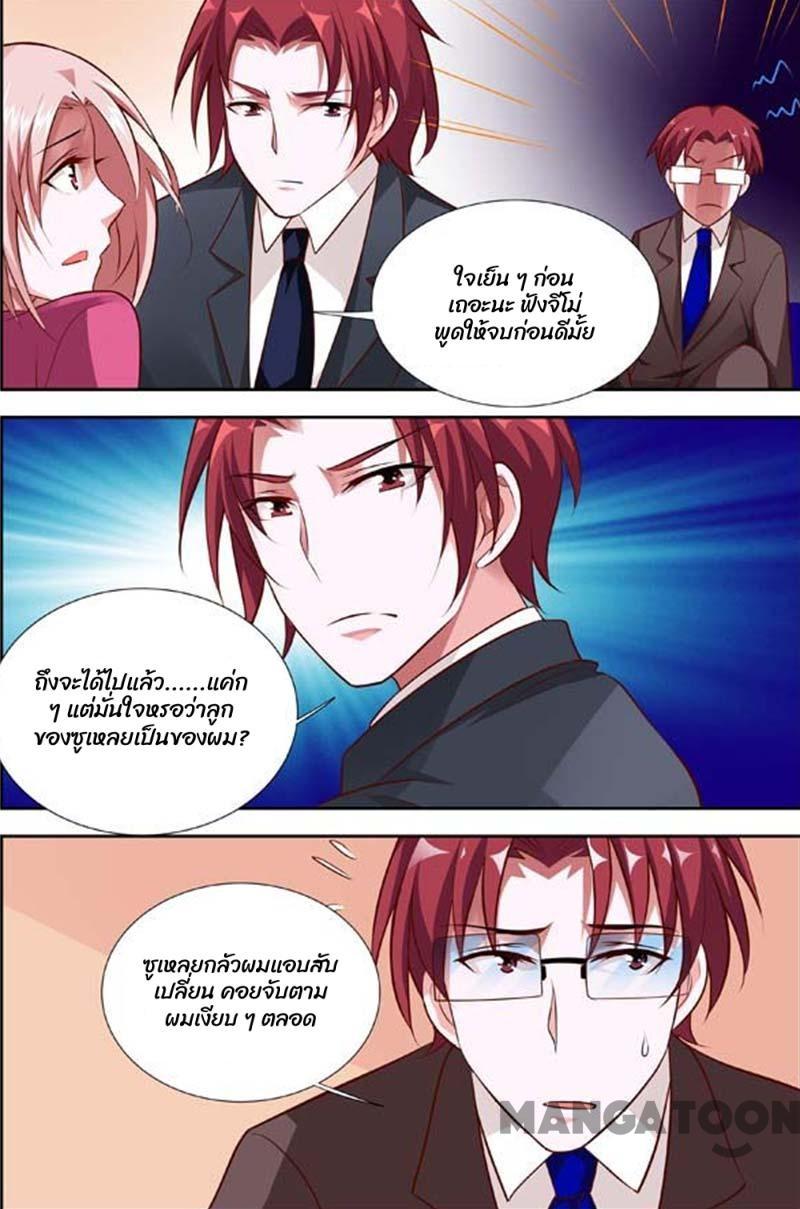 ใจเย็น ๆ ก่อน
เถอะนะ ฟังจีโม่
พูดให้จบก่อนดีมั้ย
ถึงจะได้ไปแล้ว......แค่ก
ๆ แต่มั่นใจหรอว่าลูก
ของซูเหลยเป็นของผม?
ซูเหลยกลัวผมแอบสับ
เปลี่ยน คอยจับตาม
ผมเงียบ ๆ ตลอด
MANGATOON